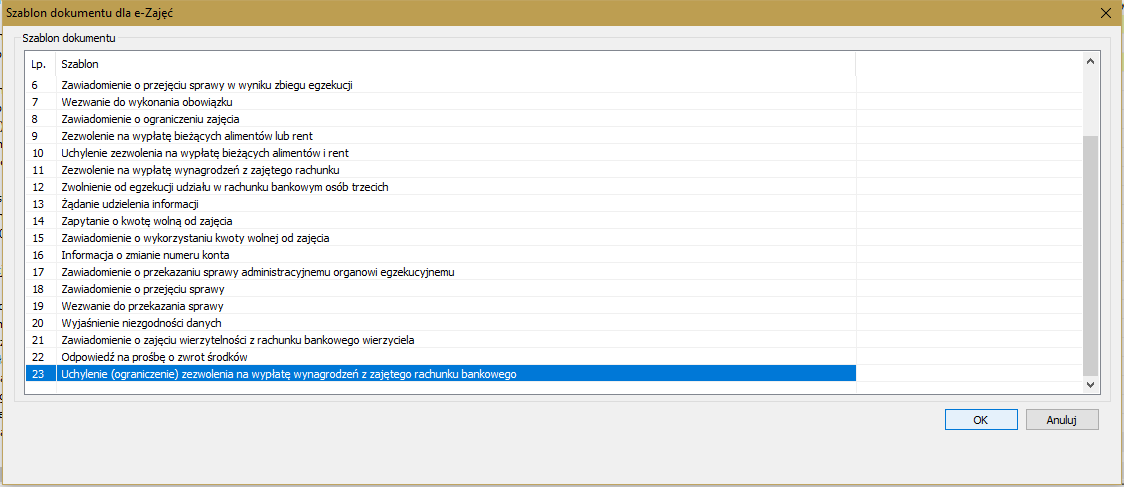 Szablon dokumentu dla e-Zajęć
Szablon dokumentu
Lp. Szablon
6 Zawiadomienie o przejęciu sprawy w wyniku zbiegu egzekucji
7 Wezwanie do wykonania obowiązku
8 Zawiadomienie o ograniczeniu zajęcia
9 Zezwolenie na wypłatę bieżących alimentów lub rent
10 Uchylenie zezwolenia na wypłatę bieżących alimentów i rent
11 Zezwolenie na wypłatę wynagrodzeń z zajętego rachunku
12 Zwolnienie od egzekucji udziału w rachunku bankowym osób trzecich
13 Żądanie udzielenia informacji
14 Zapytanie o kwotę wolną od zajęcia
15 Zawiadomienie o wykorzystaniu kwoty wolnej od zajęcia
16 Informacja o zmianie numeru konta
17 Zawiadomienie o przekazaniu sprawy administracyjnemu organowi egzekucyjnemu
18 Zawiadomienie o przejęciu sprawy
19 Wezwanie do przekazania sprawy
20 Wyjaśnienie niezgodności danych
21 Zawiadomienie o zajęciu wierzytelności z rachunku bankowego wierzyciela
22 Odpowiedź na prośbę o zwrot środków
23 Uchylenie (ograniczenie) zezwolenia na wypłatę wynagrodzeń z zajętego rachunku bankowego
OK Anuluj